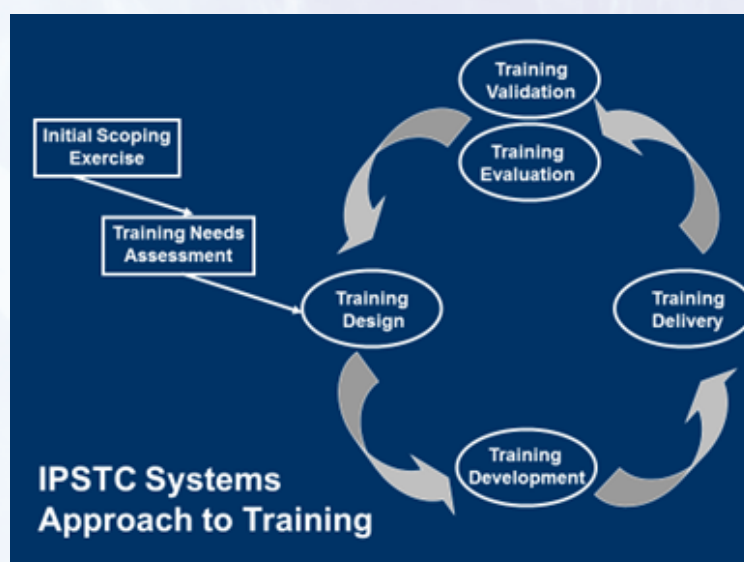 Training
Validation
Initial Scoping
Exercise
Training
Evaluation
Training Needs
Assessment
Training
Design
Training
Delivery
Training
Development
IPSTC Systems
Approach to Training